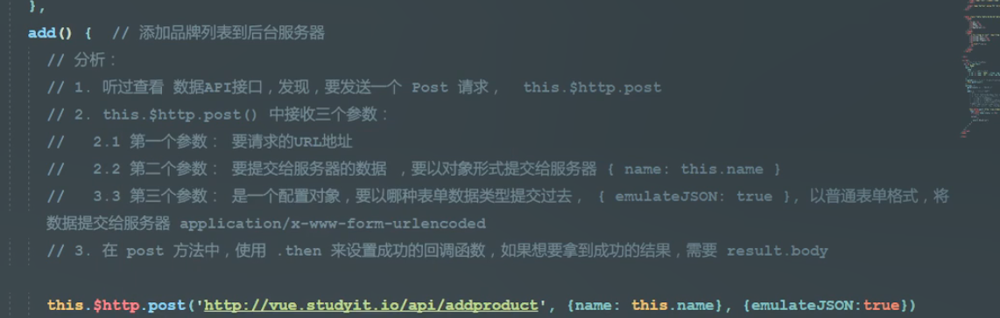 },
add() {  // 添加品牌列表到后台服务器
// 分析：
// 1. 听过查看 数据API接口，发现，要发送一个 Post 请求，  this.$http.post
// 2. this.$http.post() 中接收三个参数：
//   2.1 第一个参数： 要请求的URL地址
//   2.2 第二个参数： 要提交给服务器的数据 ，要以对象形式提交给服务器 { name: this.name }
//   3.3 第三个参数： 是一个配置对象，要以哪种表单数据类型提交过去， { emulateJSON: true }, 以普通表单格式，将
数据提交给服务器 application/x-www-form-urlencoded
// 3. 在 post 方法中，使用 .then 来设置成功的回调函数，如果想要拿到成功的结果，需要 result.body
this.$http.post('http://vue.studyit.io/api/addproduct', {name: this.name}, {emulateJSON:true})